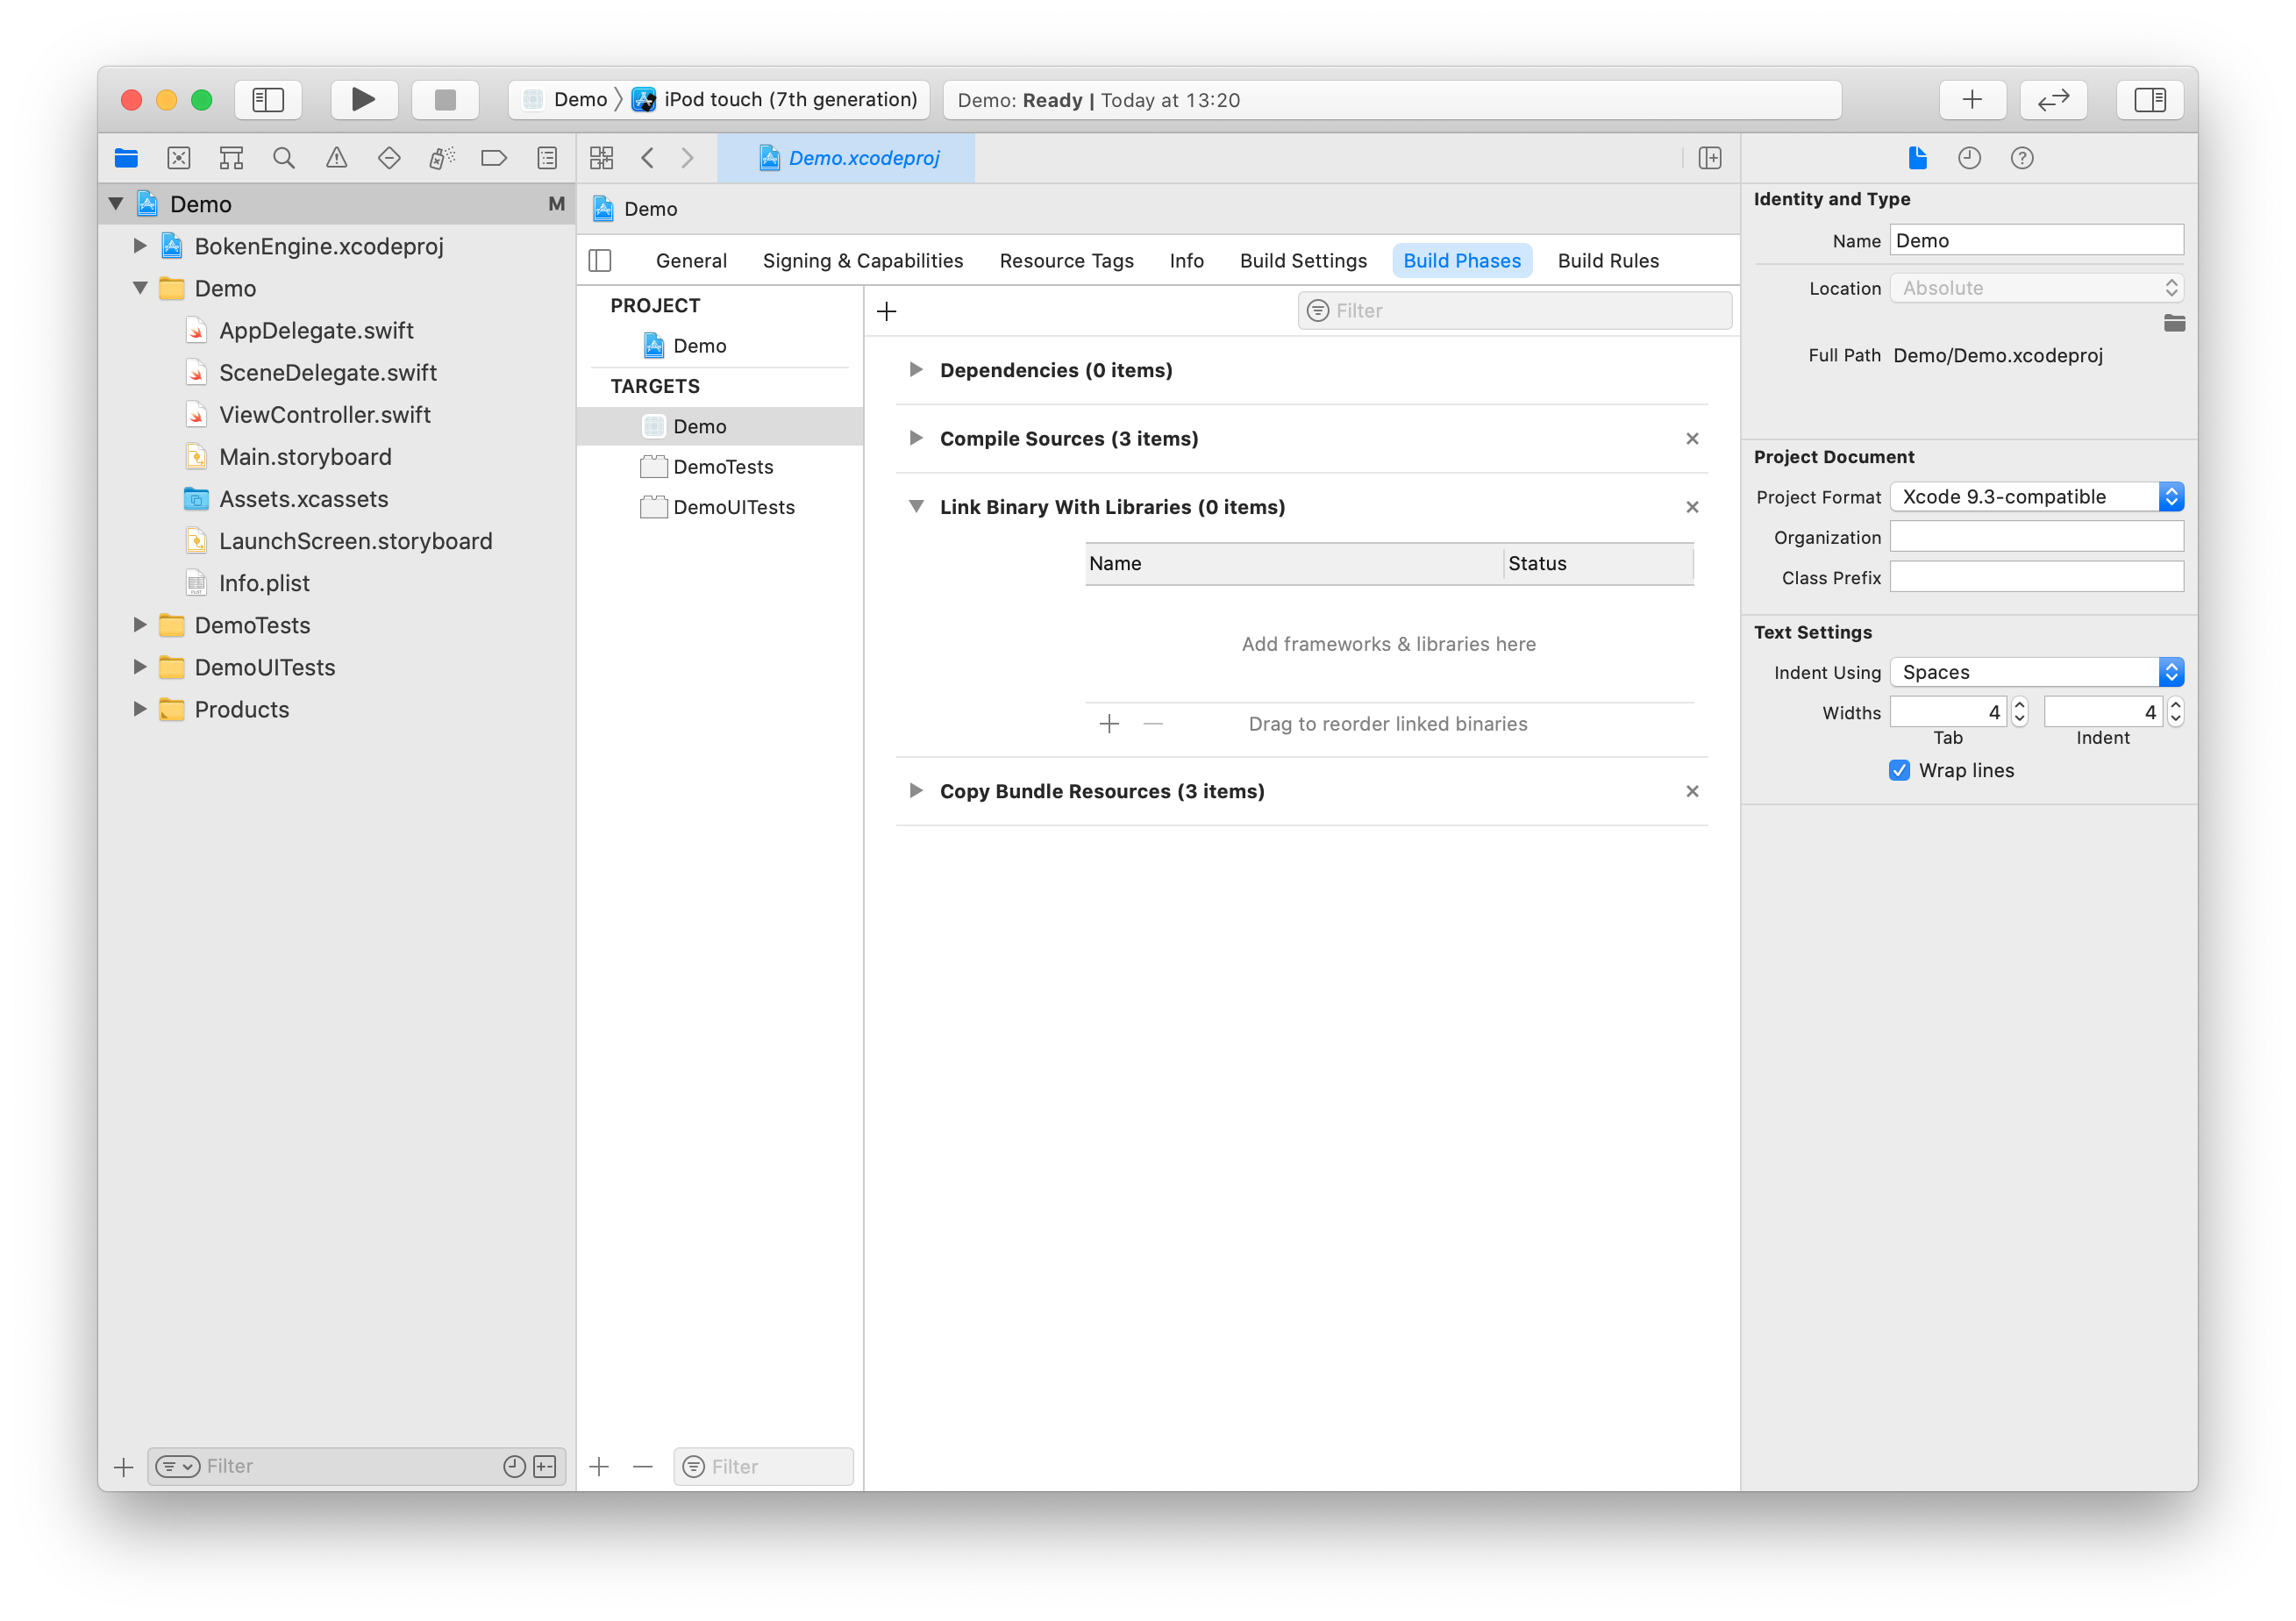 Demo
iPod touch (7th generation)
Demo: Ready | Today at 13:20
Demo.xcodeproj
Demo
M
BokenEngine.xcodeproj
Demo
AppDelegate.swift
SceneDelegate.swift
ViewController.swift
Main.storyboard
Assets.xcassets
LaunchScreen.storyboard
Info.plist
DemoTests
DemoUITests
Products
Filter
Demo
General
Signing & Capabilities
Resource Tags
Info
Build Settings
Build Phases
Build Rules
PROJECT
Demo
TARGETS
Demo
DemoTests
DemoUITests
Filter
Filter
Dependencies (0 items)
Compile Sources (3 items)
Link Binary With Libraries (0 items)
Name
Status
Add frameworks & libraries here
Drag to reorder linked binaries
Copy Bundle Resources (3 items)
Identity and Type
Name Demo
Location Absolute
Full Path Demo/Demo.xcodeproj
Project Document
Project Format Xcode 9.3-compatible
Organization
Class Prefix
Text Settings
Indent Using Spaces
Widths 4 4
Tab Indent
Wrap lines